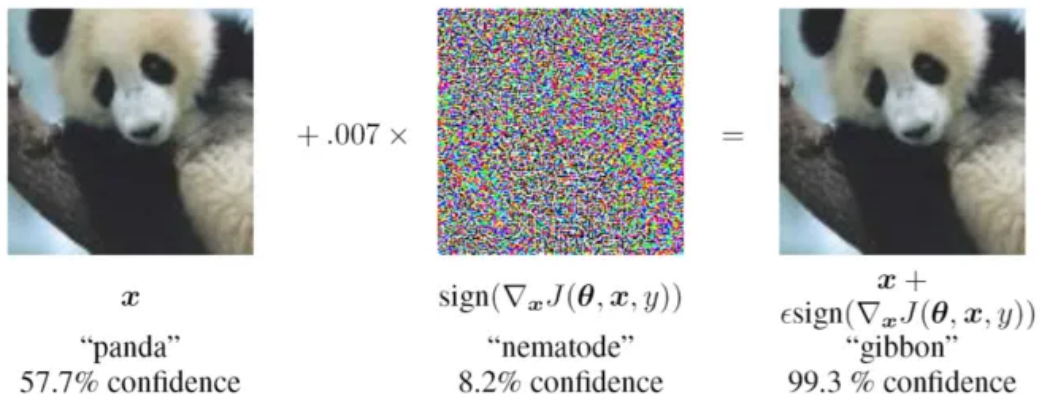 + .007 ×
=
x
sign(∇ₓJ(θ, x, y))
x +
ϵsign(∇ₓJ(θ, x, y))
“panda”
“nematode”
“gibbon”
57.7% confidence
8.2% confidence
99.3 % confidence